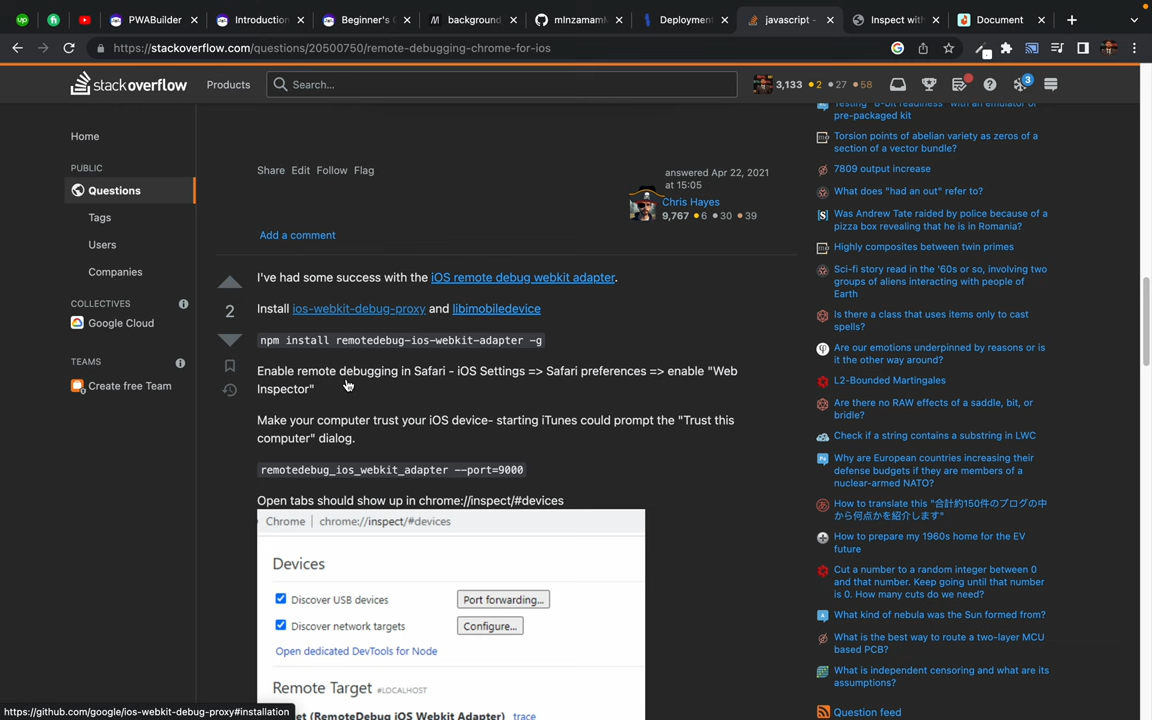 PWABuilder
Introduction
Beginner's
background
mInzamamM
Deployment
javascript -
Inspect with
Document
https://stackoverflow.com/questions/20500750/remote-debugging-chrome-for-ios
stackoverflow
Products
Search...
3,133 2 27 58
3
Home
PUBLIC
Questions
Tags
Users
Companies
COLLECTIVES
Google Cloud
TEAMS
Create free Team
Share Edit Follow Flag
answered Apr 22, 2021
at 15:05
Chris Hayes
9,767 6 30 39
Add a comment
2
I've had some success with the iOS remote debug webkit adapter.
Install ios-webkit-debug-proxy and libimobiledevice
npm install remotedebug-ios-webkit-adapter -g
Enable remote debugging in Safari - iOS Settings => Safari preferences => enable "Web
Inspector"
Make your computer trust your iOS device- starting iTunes could prompt the "Trust this
computer" dialog.
remotedebug_ios_webkit_adapter --port=9000
Open tabs should show up in chrome://inspect/#devices
Chrome | chrome://inspect/#devices
Devices
Discover USB devices
Port forwarding...
Discover network targets
Configure...
Open dedicated DevTools for Node
Remote Target #LOCALHOST
(RemoteDebug iOS Webkit Adapter) trace
Testing "8-bit readiness" with an emulator or
pre-packaged kit
Torsion points of abelian variety as zeros of a
section of a vector bundle?
7809 output increase
What does "had an out" refer to?
Was Andrew Tate raided by police because of a
pizza box revealing that he is in Romania?
Highly composites between twin primes
Sci-fi story read in the '60s or so, involving two
groups of aliens interacting with people of
Earth
Is there a class that uses items only to cast
spells?
Are our emotions underpinned by reasons or is
it the other way around?
L2-Bounded Martingales
Are there no RAW effects of a saddle, bit, or
bridle?
Check if a string contains a substring in LWC
Why are European countries increasing their
defense budgets if they are members of a
nuclear-armed NATO?
How to translate this "合計約150件のブログの中
から何点かを紹介します"
How to prepare my 1960s home for the EV
future
Cut a number to a random integer between 0
and that number. Keep going until that number
is 0. How many cuts do we need?
What kind of nebula was the Sun formed from?
What is the best way to route a two-layer MCU
based PCB?
What is independent censoring and what are its
assumptions?
Question feed
https://github.com/google/ios-webkit-debug-proxy#installation